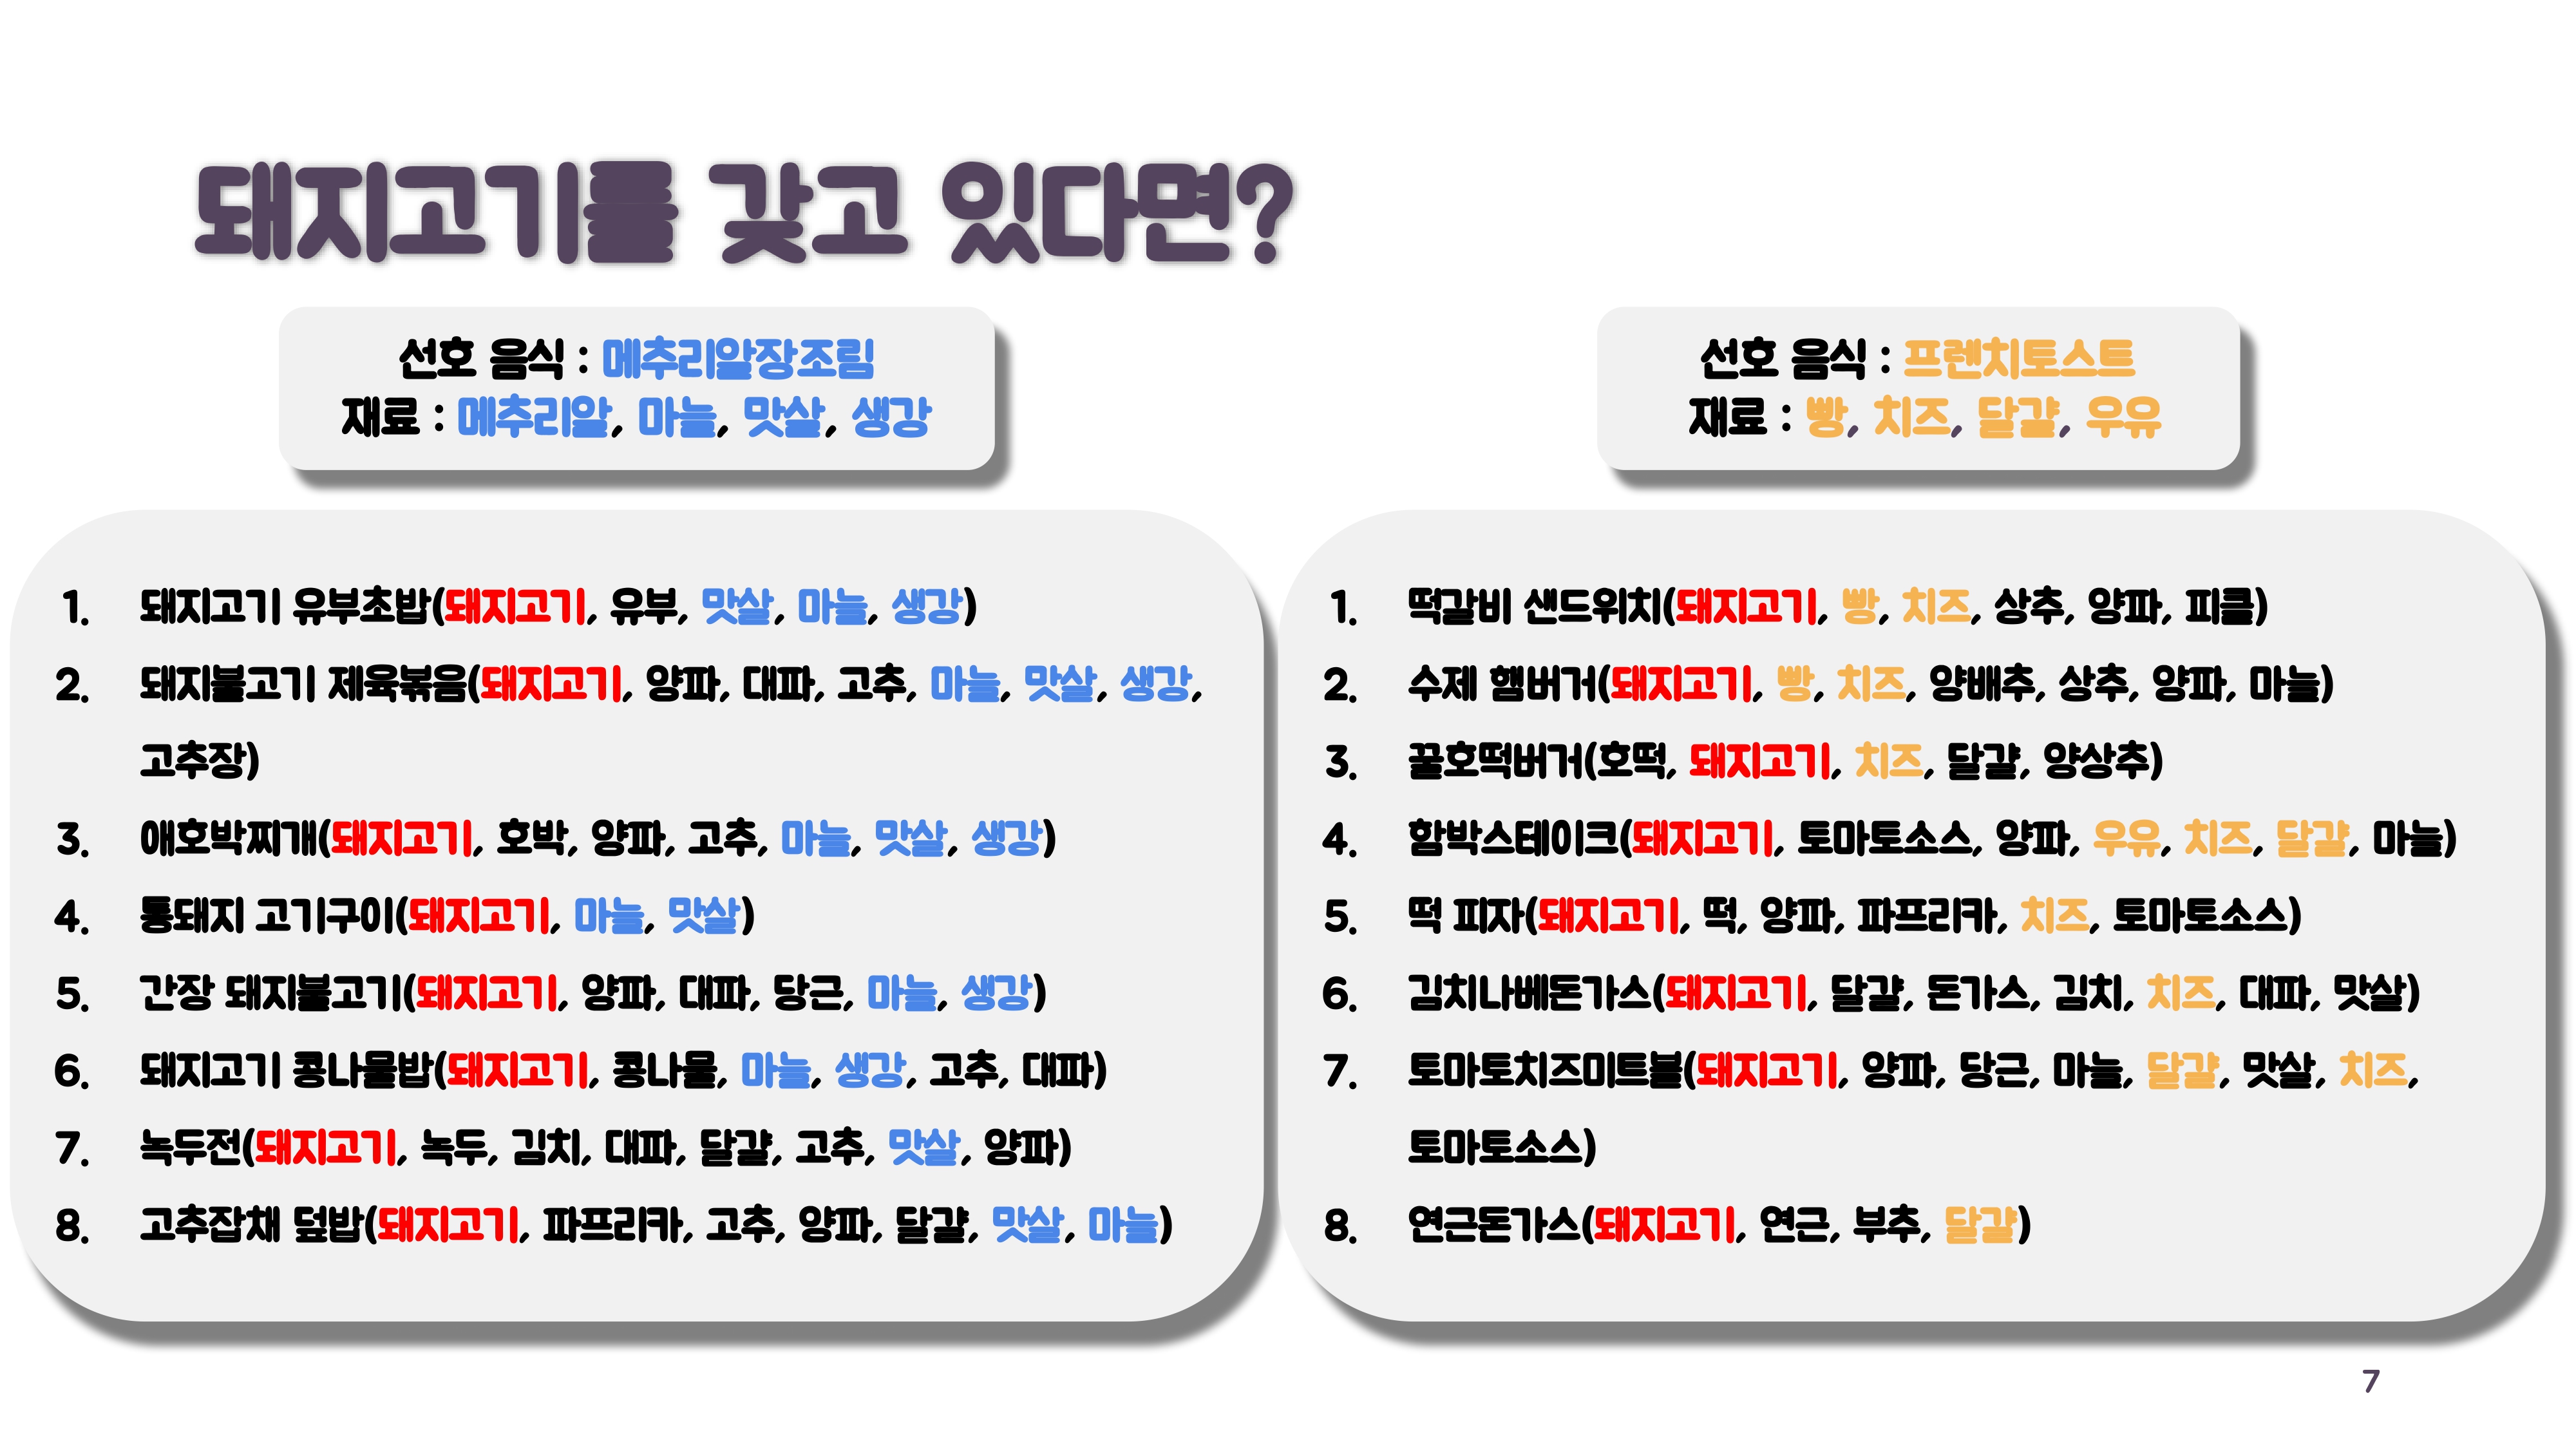 돼지고기를 갖고 있다면?
선호 음식 : 메추리알장조림
재료 : 메추리알, 마늘, 맛살, 생강
1. 돼지고기 유부초밥(돼지고기, 유부, 맛살, 마늘, 생강)
2. 돼지불고기 제육볶음(돼지고기, 양파, 대파, 고추, 마늘, 맛살, 생강,
고추장)
3. 애호박찌개(돼지고기, 호박, 양파, 고추, 마늘, 맛살, 생강)
4. 통돼지 고기구이(돼지고기, 마늘, 맛살)
5. 간장 돼지불고기(돼지고기, 양파, 대파, 당근, 마늘, 생강)
6. 돼지고기 콩나물밥(돼지고기, 콩나물, 마늘, 생강, 고추, 대파)
7. 녹두전(돼지고기, 녹두, 김치, 대파, 달걀, 고추, 맛살, 양파)
8. 고추잡채 덮밥(돼지고기, 파프리카, 고추, 양파, 달걀, 맛살, 마늘)
선호 음식 : 프렌치토스트
재료 : 빵, 치즈, 달걀, 우유
1. 떡갈비 샌드위치(돼지고기, 빵, 치즈, 상추, 양파, 피클)
2. 수제 햄버거(돼지고기, 빵, 치즈, 양배추, 상추, 양파, 마늘)
3. 꿀호떡버거(호떡, 돼지고기, 치즈, 달걀, 양상추)
4. 함박스테이크(돼지고기, 토마토소스, 양파, 우유, 치즈, 달걀, 마늘)
5. 떡 피자(돼지고기, 떡, 양파, 파프리카, 치즈, 토마토소스)
6. 김치나베돈가스(돼지고기, 달걀, 돈가스, 김치, 치즈, 대파, 맛살)
7. 토마토치즈미트볼(돼지고기, 양파, 당근, 마늘, 달걀, 맛살, 치즈,
토마토소스)
8. 연근돈가스(돼지고기, 연근, 부추, 달걀)
7